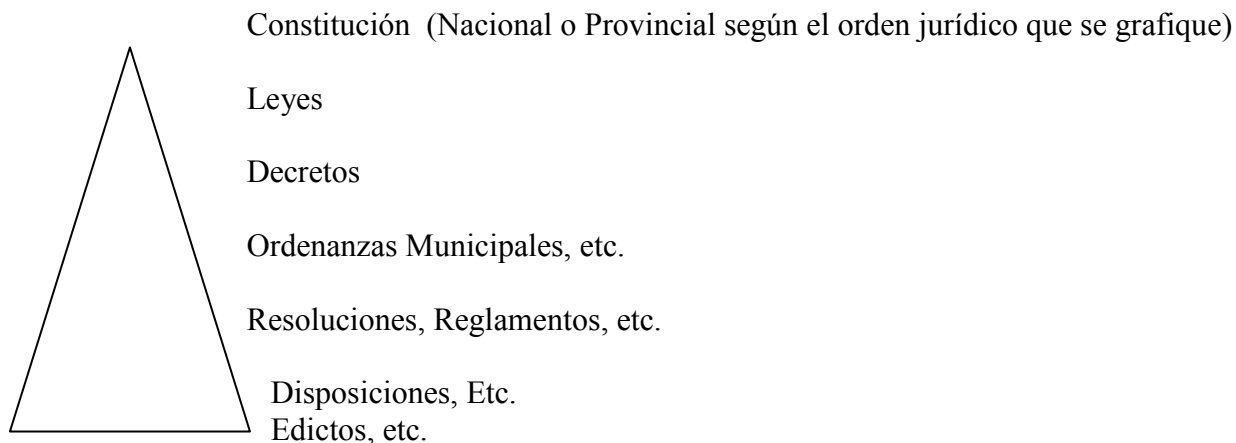 Constitución  (Nacional o Provincial según el orden jurídico que se grafique)
Leyes
Decretos
Ordenanzas Municipales, etc.
Resoluciones, Reglamentos, etc.
Disposiciones, Etc.
Edictos, etc.